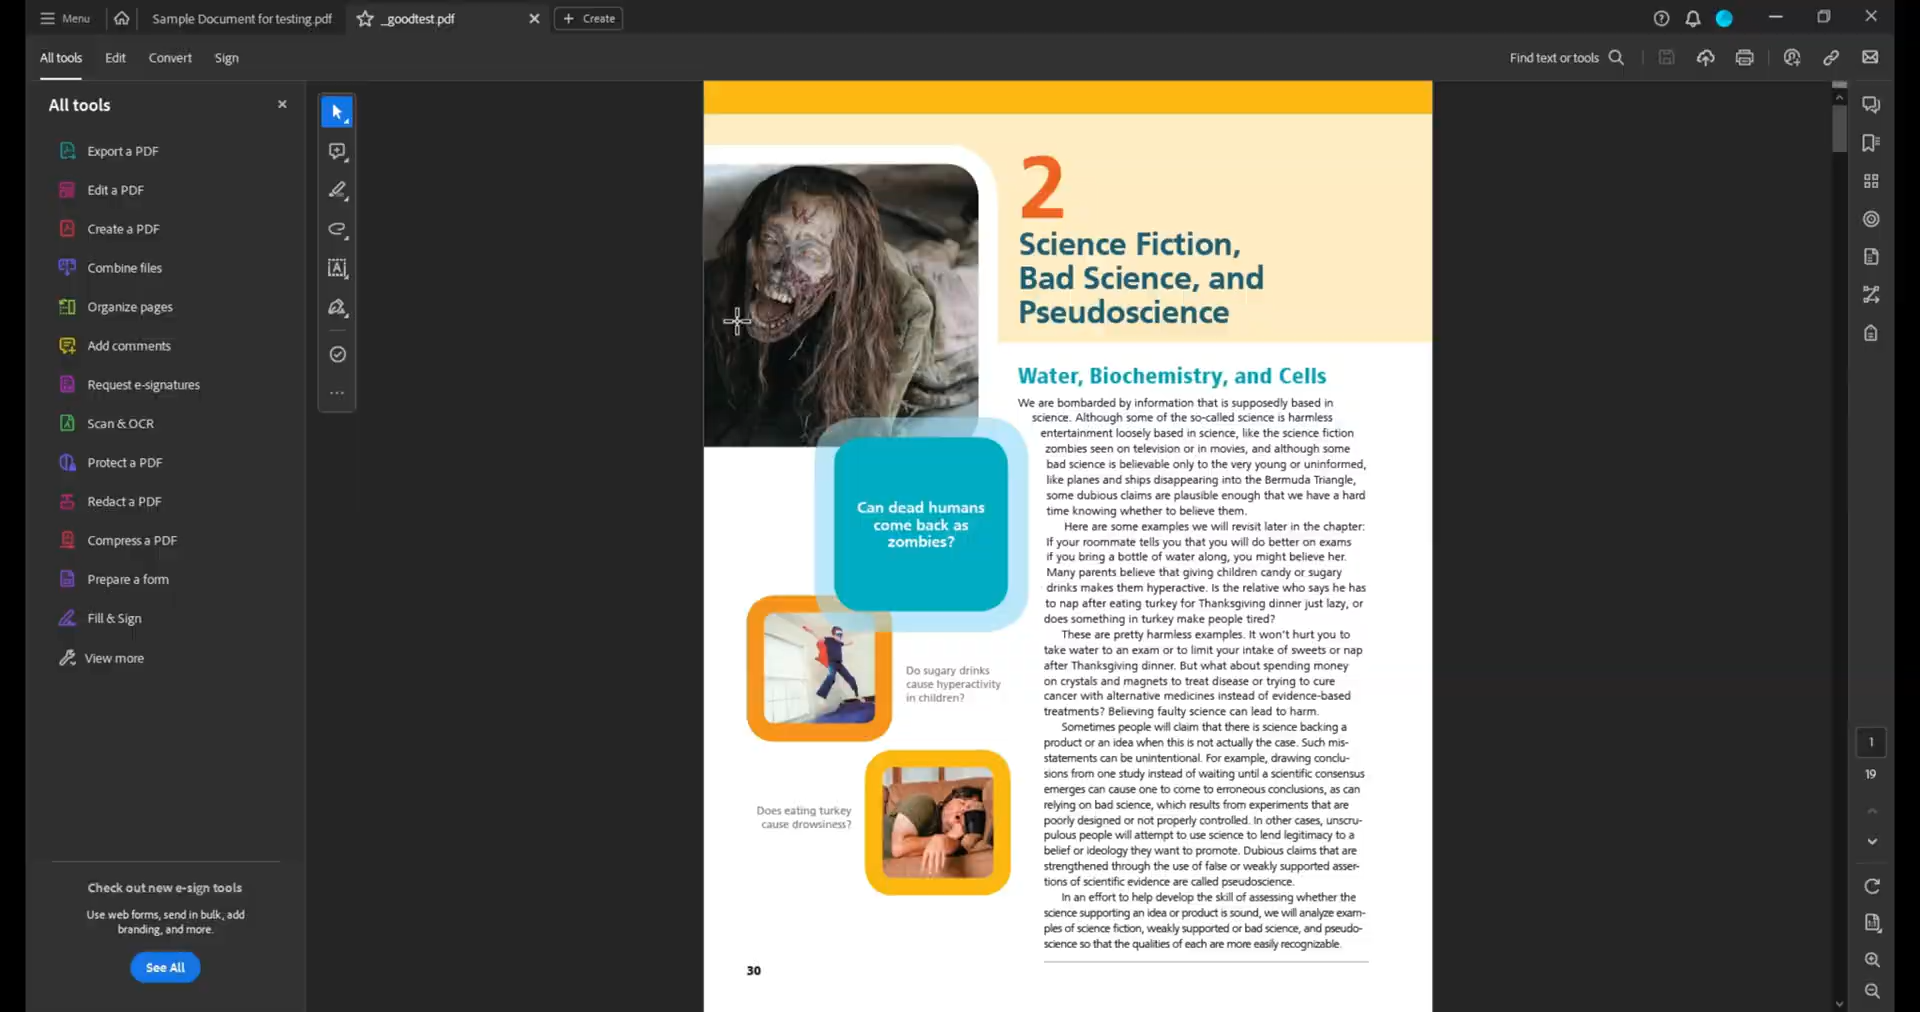 Menu
Sample Document for testing.pdf
_goodtest.pdf
Create
All tools
Edit
Convert
Sign
Find text or tools
All tools
Export a PDF
Edit a PDF
Create a PDF
Combine files
Organize pages
Add comments
Request e-signatures
Scan & OCR
Protect a PDF
Redact a PDF
Compress a PDF
Prepare a form
Fill & Sign
View more
Check out new e-sign tools
Use web forms, send in bulk, add
branding, and more.
See All
2
Science Fiction,
Bad Science, and
Pseudoscience
Water, Biochemistry, and Cells
We are bombarded by information that is supposedly based in
science. Although some of the so-called science is harmless
entertainment loosely based in science, like the science fiction
zombies seen on television or in movies, and although some
bad science is believable only to the very young or uninformed,
like planes and ships disappearing into the Bermuda Triangle,
some dubious claims are plausible enough that we have a hard
time knowing whether to believe them.
Here are some examples we will revisit later in the chapter:
If your roommate tells you that you will do better on exams
if you bring a bottle of water along, you might believe her.
Many parents believe that giving children candy or sugary
drinks makes them hyperactive. Is the relative who says he has
to nap after eating turkey for Thanksgiving dinner just lazy, or
does something in turkey make people tired?
These are pretty harmless examples. It won't hurt you to
take water to an exam or to limit your intake of sweets or nap
after Thanksgiving dinner. But what about spending money
on crystals and magnets to treat disease or trying to cure
cancer with alternative medicines instead of evidence-based
treatments? Believing faulty science can lead to harm.
Sometimes people will claim that there is science backing a
product or an idea when this is not actually the case. Such mis-
statements can be unintentional. For example, drawing conclu-
sions from one study instead of waiting until a scientific consensus
emerges can cause one to come to erroneous conclusions, as can
relying on bad science, which results from experiments that are
poorly designed or not properly controlled. In other cases, unscru-
pulous people will attempt to use science to lend legitimacy to a
belief or ideology they want to promote. Dubious claims that are
strengthened through the use of false or weakly supported asser-
tions of scientific evidence are called pseudoscience.
In an effort to help develop the skill of assessing whether the
science supporting an idea or product is sound, we will analyze exam-
ples of science fiction, weakly supported or bad science, and pseudo-
science so that the qualities of each are more easily recognizable.
Can dead humans
come back as
zombies?
Do sugary drinks
cause hyperactivity
in children?
Does eating turkey
cause drowsiness?
30
1
19